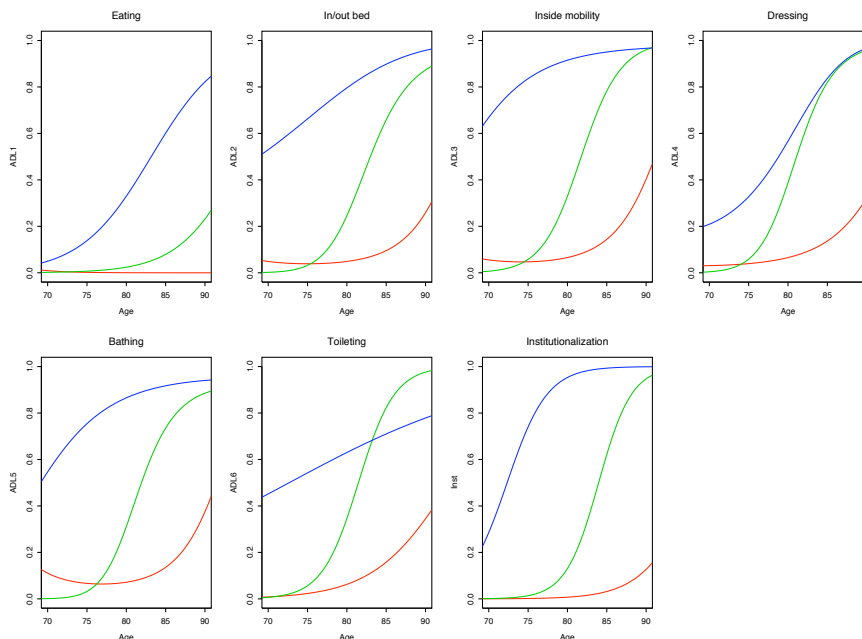 Eating
ADL1
0.0 0.2 0.4 0.6 0.8 1.0
70 75 80 85 90
Age
In/out bed
ADL2
0.0 0.2 0.4 0.6 0.8 1.0
70 75 80 85 90
Age
Inside mobility
ADL3
0.0 0.2 0.4 0.6 0.8 1.0
70 75 80 85 90
Age
Dressing
ADL4
0.0 0.2 0.4 0.6 0.8 1.0
70 75 80 85
Age
Bathing
ADL5
0.0 0.2 0.4 0.6 0.8 1.0
70 75 80 85 90
Age
Toileting
ADL6
0.0 0.2 0.4 0.6 0.8 1.0
70 75 80 85 90
Age
Institutionalization
Inst
0.0 0.2 0.4 0.6 0.8 1.0
70 75 80 85 90
Age